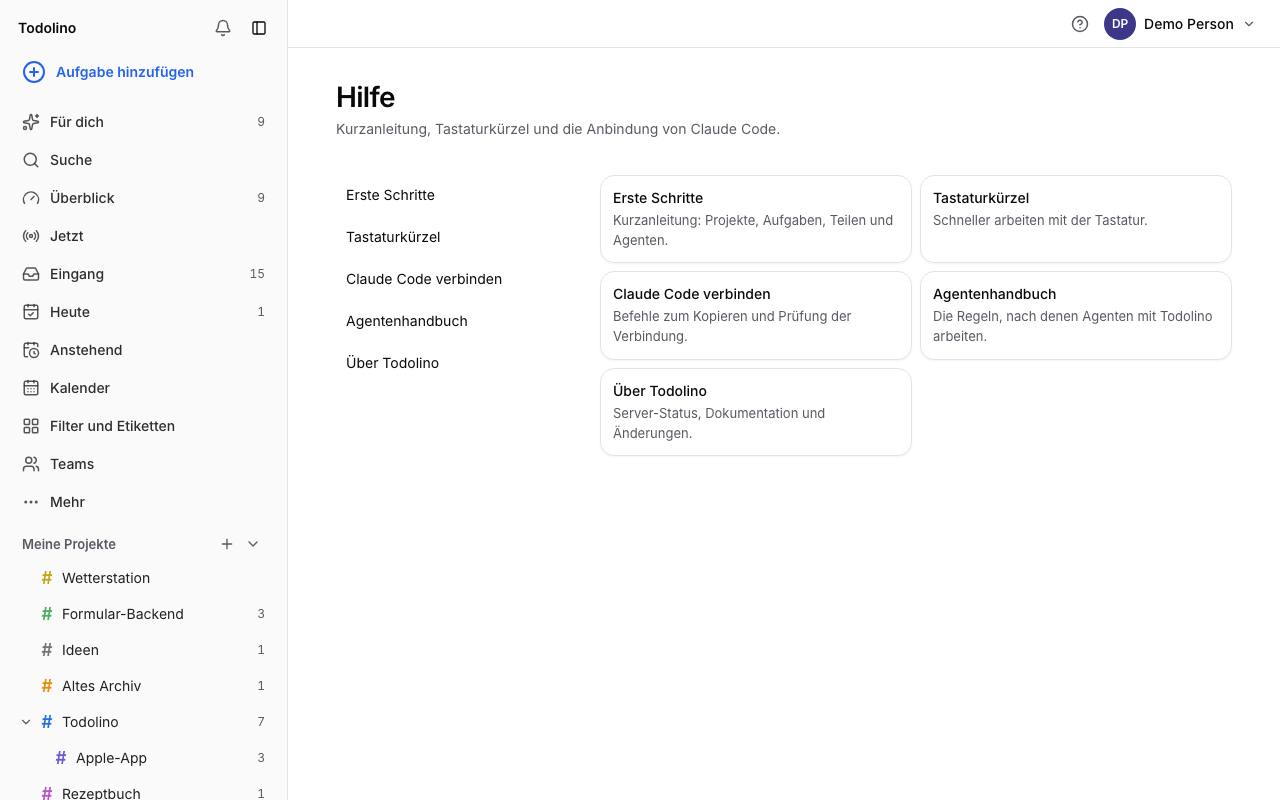 Todolino
Aufgabe hinzufügen
Für dich 9
Suche
Überblick 9
Jetzt
Eingang 15
Heute 1
Anstehend
Kalender
Filter und Etiketten
Teams
Mehr
Meine Projekte
# Wetterstation
# Formular-Backend 3
# Ideen 1
# Altes Archiv 1
# Todolino 7
# Apple-App 3
# Rezeptbuch 1
DP Demo Person
Hilfe
Kurzanleitung, Tastaturkürzel und die Anbindung von Claude Code.
Erste Schritte
Tastaturkürzel
Claude Code verbinden
Agentenhandbuch
Über Todolino
Erste Schritte
Kurzanleitung: Projekte, Aufgaben, Teilen und
Agenten.
Tastaturkürzel
Schneller arbeiten mit der Tastatur.
Claude Code verbinden
Befehle zum Kopieren und Prüfung der
Verbindung.
Agentenhandbuch
Die Regeln, nach denen Agenten mit Todolino
arbeiten.
Über Todolino
Server-Status, Dokumentation und
Änderungen.